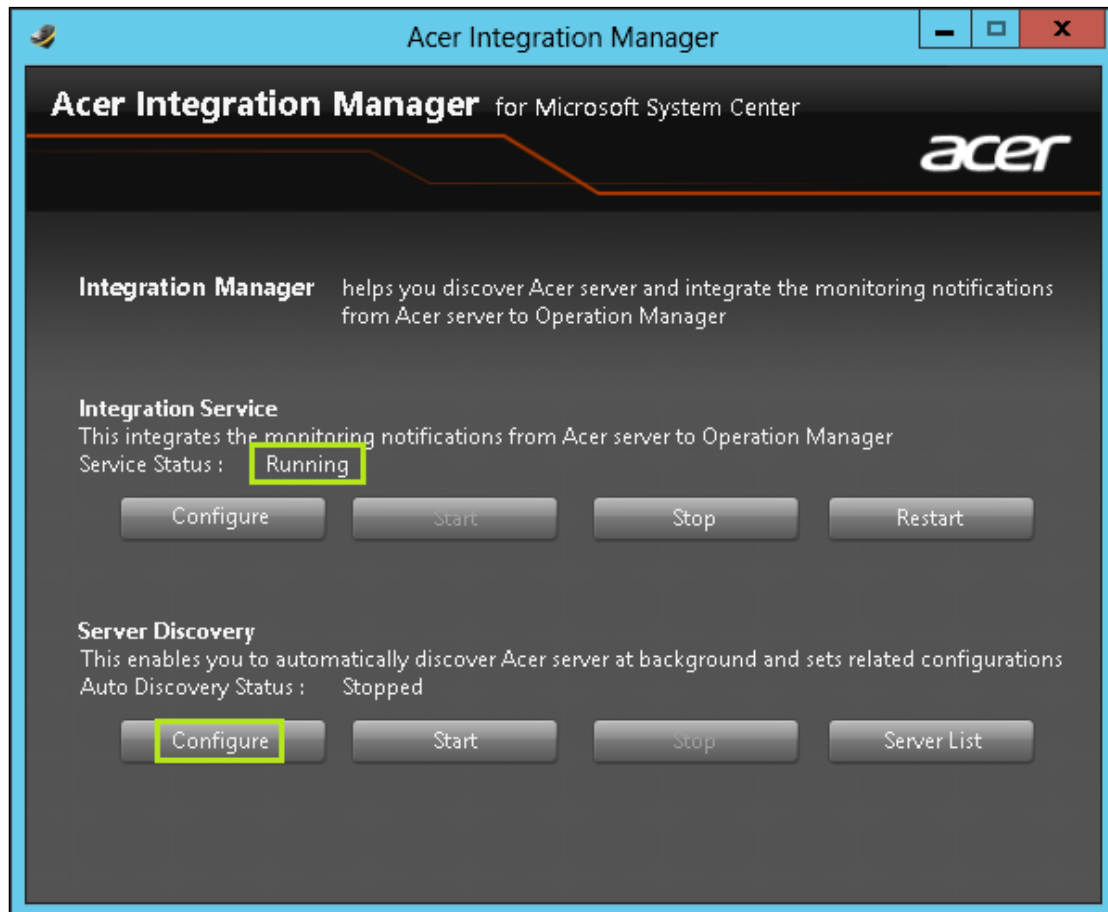 Acer Integration Manager
Acer Integration Manager for Microsoft System Center
acer
Integration Manager helps you discover Acer server and integrate the monitoring notifications
from Acer server to Operation Manager
Integration Service
This integrates the monitoring notifications from Acer server to Operation Manager
Service Status : Running
Configure Start Stop Restart
Server Discovery
This enables you to automatically discover Acer server at background and sets related configurations
Auto Discovery Status : Stopped
Configure Start Stop Server List